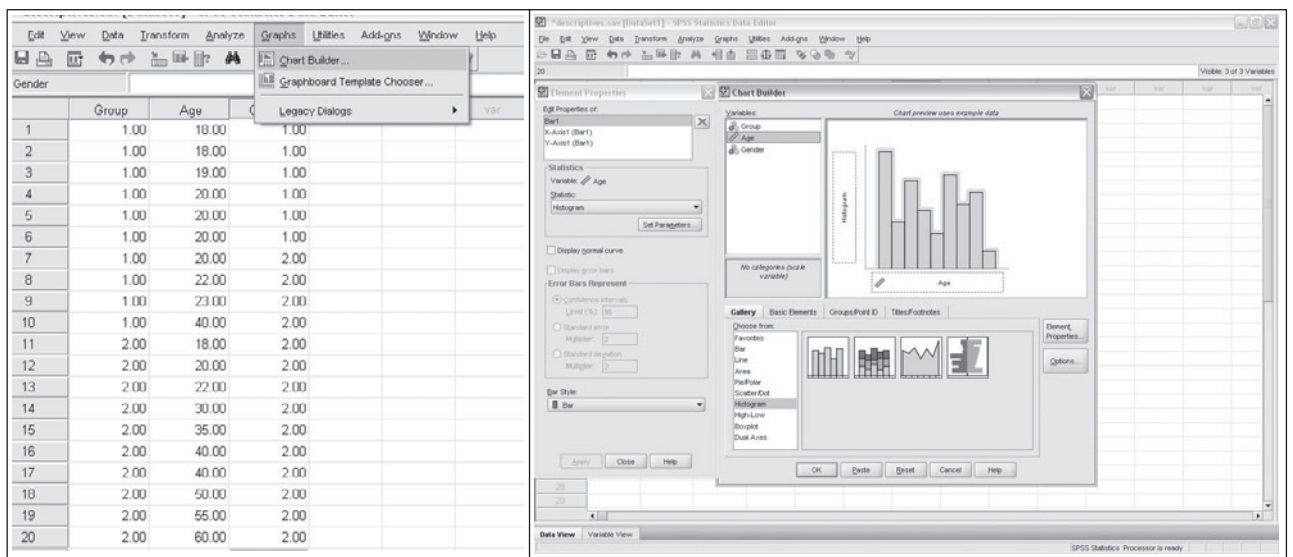 Edit View Data Transform Analyze Graphs Utilities Add-ons Window Help
Chart Builder...
Graphboard Template Chooser...
Legacy Dialogs
Gender
Group Age var
1 1.00 18.00 1.00
2 1.00 18.00 1.00
3 1.00 19.00 1.00
4 1.00 20.00 1.00
5 1.00 20.00 1.00
6 1.00 20.00 1.00
7 1.00 20.00 2.00
8 1.00 22.00 2.00
9 1.00 23.00 2.00
10 1.00 40.00 2.00
11 2.00 18.00 2.00
12 2.00 20.00 2.00
13 2.00 22.00 2.00
14 2.00 30.00 2.00
15 2.00 35.00 2.00
16 2.00 40.00 2.00
17 2.00 40.00 2.00
18 2.00 50.00 2.00
19 2.00 55.00 2.00
20 2.00 60.00 2.00
*descriptives.sav [DataSet1] - SPSS Statistics Data Editor
File Edit View Data Transform Analyze Graphs Utilities Add-ons Window Help
20 :
Visible: 3 of 3 Variables
var var var var
Element Properties
Edit Properties of:
Bar1
X-Axis1 (Bar1)
Y-Axis1 (Bar1)
Statistics
Variable: Age
Statistic:
Histogram
Set Parameters...
Display normal curve
Display error bars
Error Bars Represent
Confidence intervals
Level (%): 95
Standard error
Multiplier: 2
Standard deviation
Multiplier: 2
Bar Style:
Bar
Apply Close Help
Chart Builder
Variables:
Group
Age
Gender
No categories (scale variable)
Chart preview uses example data
Histogram
Age
Gallery Basic Elements Groups/Point ID Titles/Footnotes
Choose from:
Favorites
Bar
Line
Area
Pie/Polar
Scatter/Dot
Histogram
High-Low
Boxplot
Dual Axes
Element Properties...
Options...
OK Paste Reset Cancel Help
28
29
Data View Variable View
SPSS Statistics Processor is ready